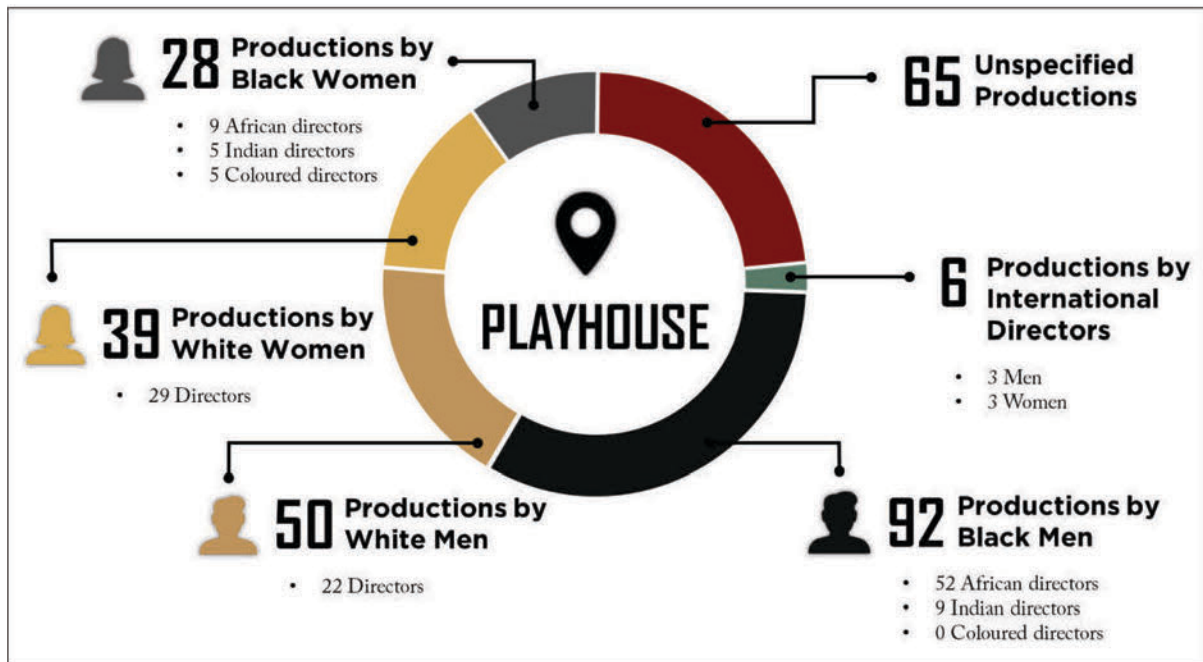 28 Productions by
Black Women
• 9 African directors
• 5 Indian directors
• 5 Coloured directors
65 Unspecified
Productions
PLAYHOUSE
6 Productions by
International
Directors
• 3 Men
• 3 Women
39 Productions by
White Women
• 29 Directors
50 Productions by
White Men
• 22 Directors
92 Productions by
Black Men
• 52 African directors
• 9 Indian directors
• 0 Coloured directors